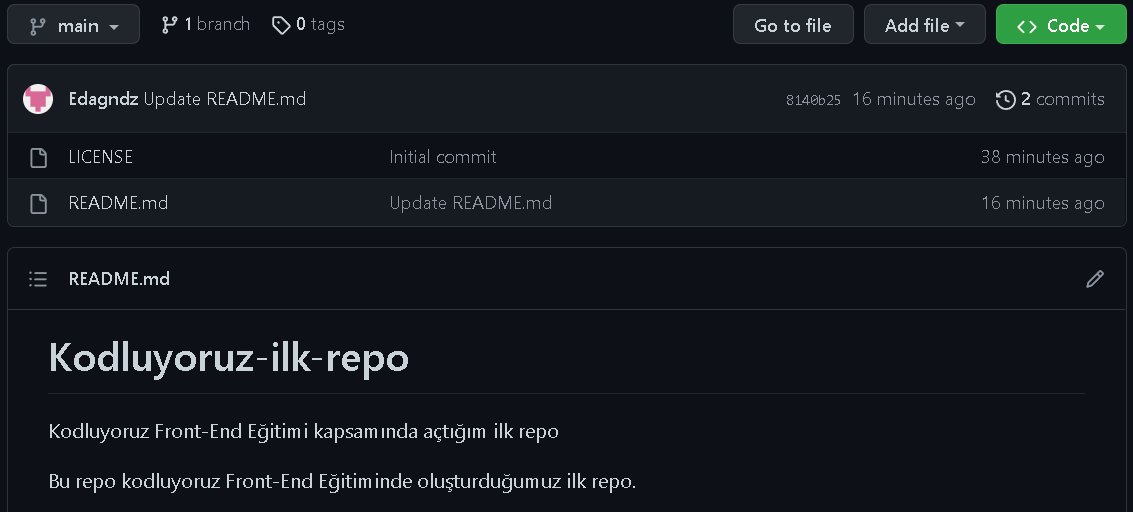 main 1 branch 0 tags Go to file Add file Code
Edagndz Update README.md 8140b25 16 minutes ago 2 commits
LICENSE Initial commit 38 minutes ago
README.md Update README.md 16 minutes ago
README.md
Kodluyoruz-ilk-repo
Kodluyoruz Front-End Eğitimi kapsamında açtığım ilk repo
Bu repo kodluyoruz Front-End Eğitiminde oluşturduğumuz ilk repo.